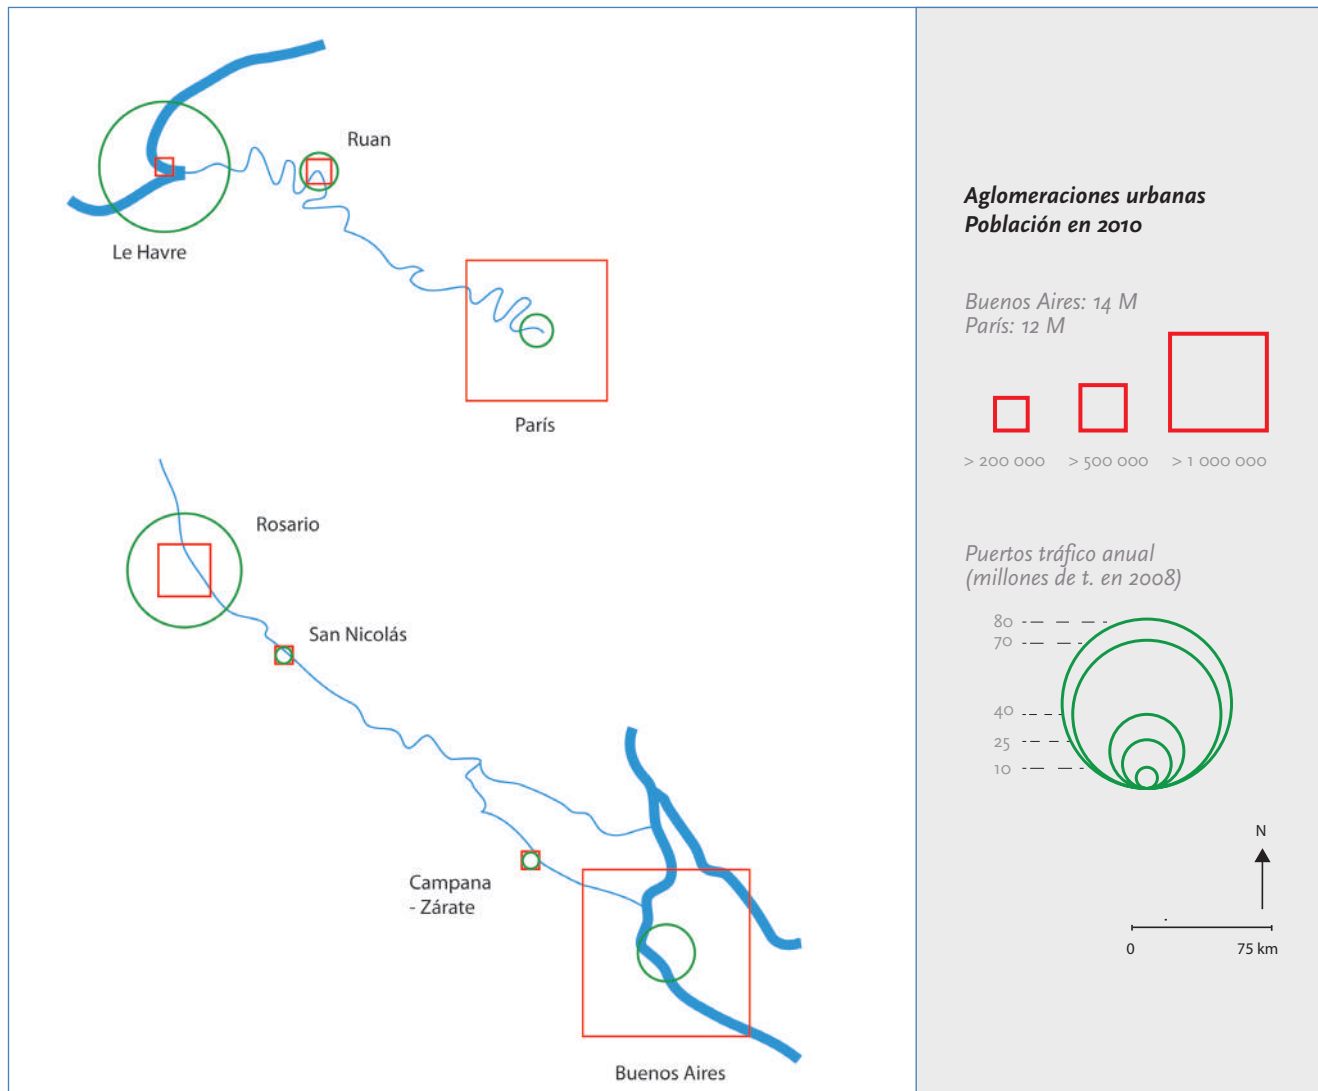 Ruan
Le Havre
París
Rosario
San Nicolás
Campana
- Zárate
Buenos Aires
Aglomeraciones urbanas
Población en 2010
Buenos Aires: 14 M
París: 12 M
> 200 000 > 500 000 > 1 000 000
Puertos tráfico anual
(millones de t. en 2008)
80
70
40
25
10
N
0 75 km